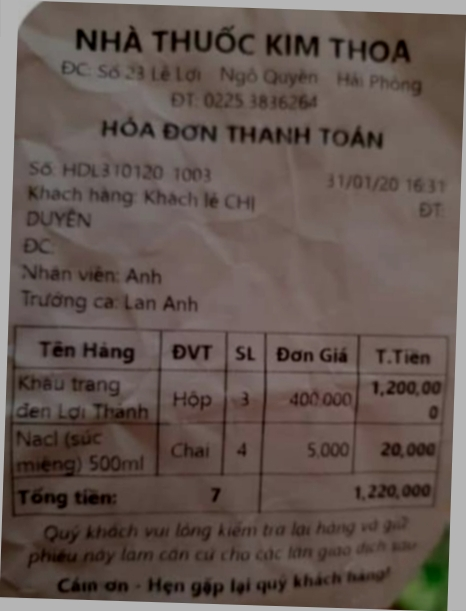 NHÀ THUỐC KIM THOA
ĐC: Số 23 Lê Lợi Ngô Quyền Hải Phòng
ĐT: 0225.3836264
HÓA ĐƠN THANH TOÁN
Số: HDL310120-1003 31/01/20 16:31
Khách hàng: Khách lẻ CHỊ ĐT:
DUYÊN
ĐC:
Nhân viên: Anh
Trưởng ca: Lan Anh
Tên Hàng ĐVT SL Đơn Giá T.Tiền
Khẩu trang đen Lợi Thành Hộp 3 400.000 1,200,000
Nacl (súc miệng) 500ml Chai 4 5,000 20,000
Tổng tiền: 7 1,220,000
Quý khách vui lòng kiểm tra lại hàng và giữ
phiếu này làm căn cứ cho các lần giao dịch sau
Cảm ơn - Hẹn gặp lại quý khách hàng!